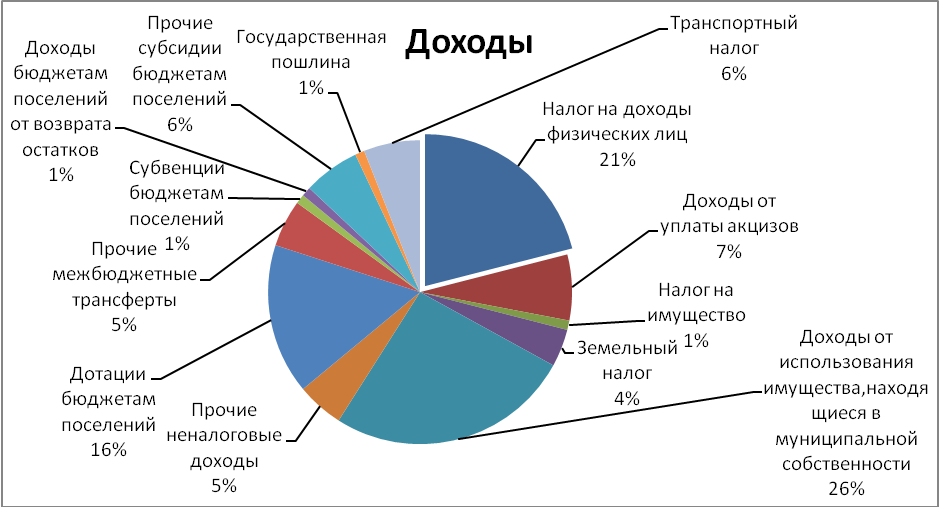 Доходы
Транспортный
налог
6%
Налог на доходы
физических лиц
21%
Доходы от
уплаты акцизов
7%
Налог на
имущество
1%
Земельный
налог
4%
Доходы от
использования
имущества,находя
щиеся в
муниципальной
собственности
26%
Прочие
неналоговые
доходы
5%
Дотации
бюджетам
поселений
16%
Прочие
межбюджетные
трансферты
5%
Субвенции
бюджетам
поселений
1%
Доходы
бюджетам
поселений
от возврата
остатков
1%
Прочие
субсидии
бюджетам
поселений
6%
Государственная
пошлина
1%